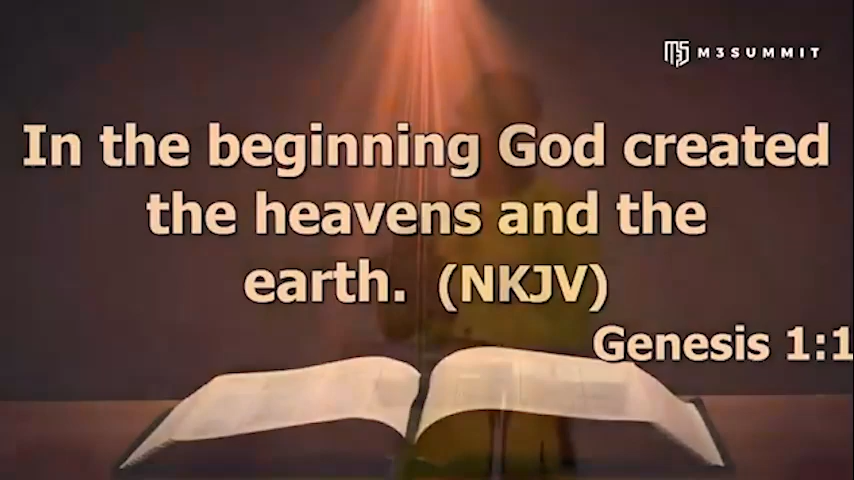 M3SUMMIT
In the beginning God created
the heavens and the
earth. (NKJV)
Genesis 1:1